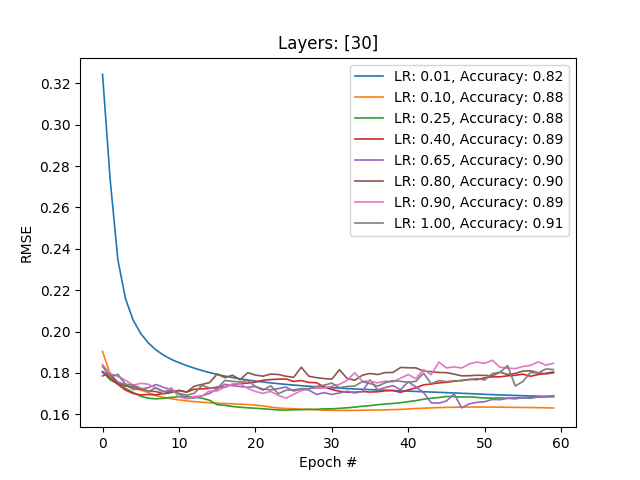 Layers: [30]
LR: 0.01, Accuracy: 0.82
LR: 0.10, Accuracy: 0.88
LR: 0.25, Accuracy: 0.88
LR: 0.40, Accuracy: 0.89
LR: 0.65, Accuracy: 0.90
LR: 0.80, Accuracy: 0.90
LR: 0.90, Accuracy: 0.89
LR: 1.00, Accuracy: 0.91
RMSE
0.32
0.30
0.28
0.26
0.24
0.22
0.20
0.18
0.16
0 10 20 30 40 50 60
Epoch #